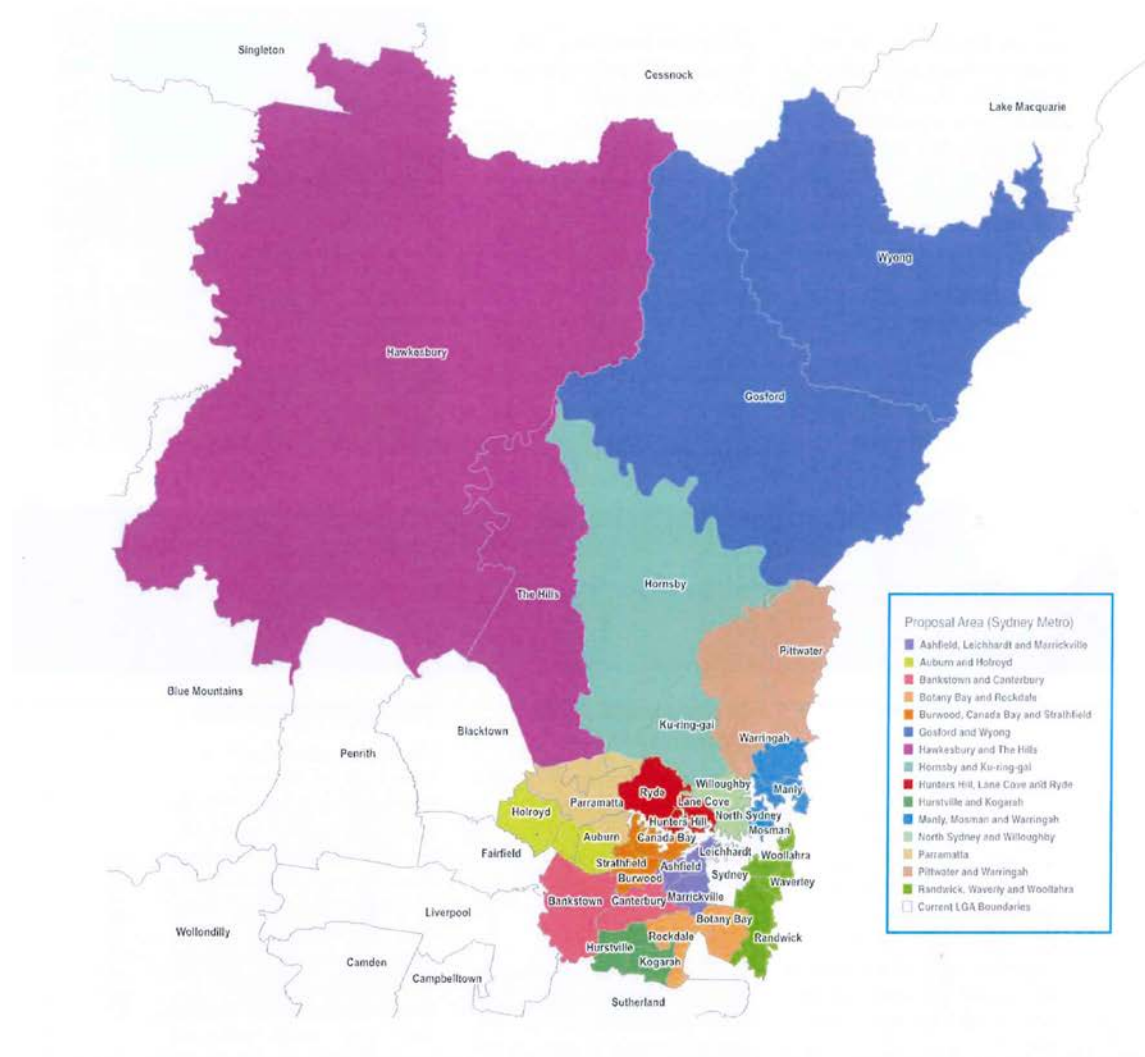 Singleton
Cessnock
Lake Macquarie
Wyong
Hawkesbury
Gosford
Hornsby
The Hills
Pittwater
Blue Mountains
Ku-ring-gai
Blacktown
Warringah
Penrith
Willoughby
Manly
Ryde
Lane Cove
Parramatta
Holroyd
North Sydney
Hunters Hill
Mosman
Auburn
Canada Bay
Fairfield
Leichhardt
Woollahra
Strathfield
Ashfield
Sydney
Burwood
Waverley
Bankstown
Canterbury
Marrickville
Liverpool
Botany Bay
Wollondilly
Rockdale
Randwick
Hurstville
Camden
Kogarah
Campbelltown
Sutherland
Proposal Area (Sydney Metro)
Ashfield, Leichhardt and Marrickville
Auburn and Holroyd
Bankstown and Canterbury
Botany Bay and Rockdale
Burwood, Canada Bay and Strathfield
Gosford and Wyong
Hawkesbury and The Hills
Hornsby and Ku-ring-gai
Hunters Hill, Lane Cove and Ryde
Hurstville and Kogarah
Manly, Mosman and Warringah
North Sydney and Willoughby
Parramatta
Pittwater and Warringah
Randwick, Waverly and Woollahra
Current LGA Boundaries